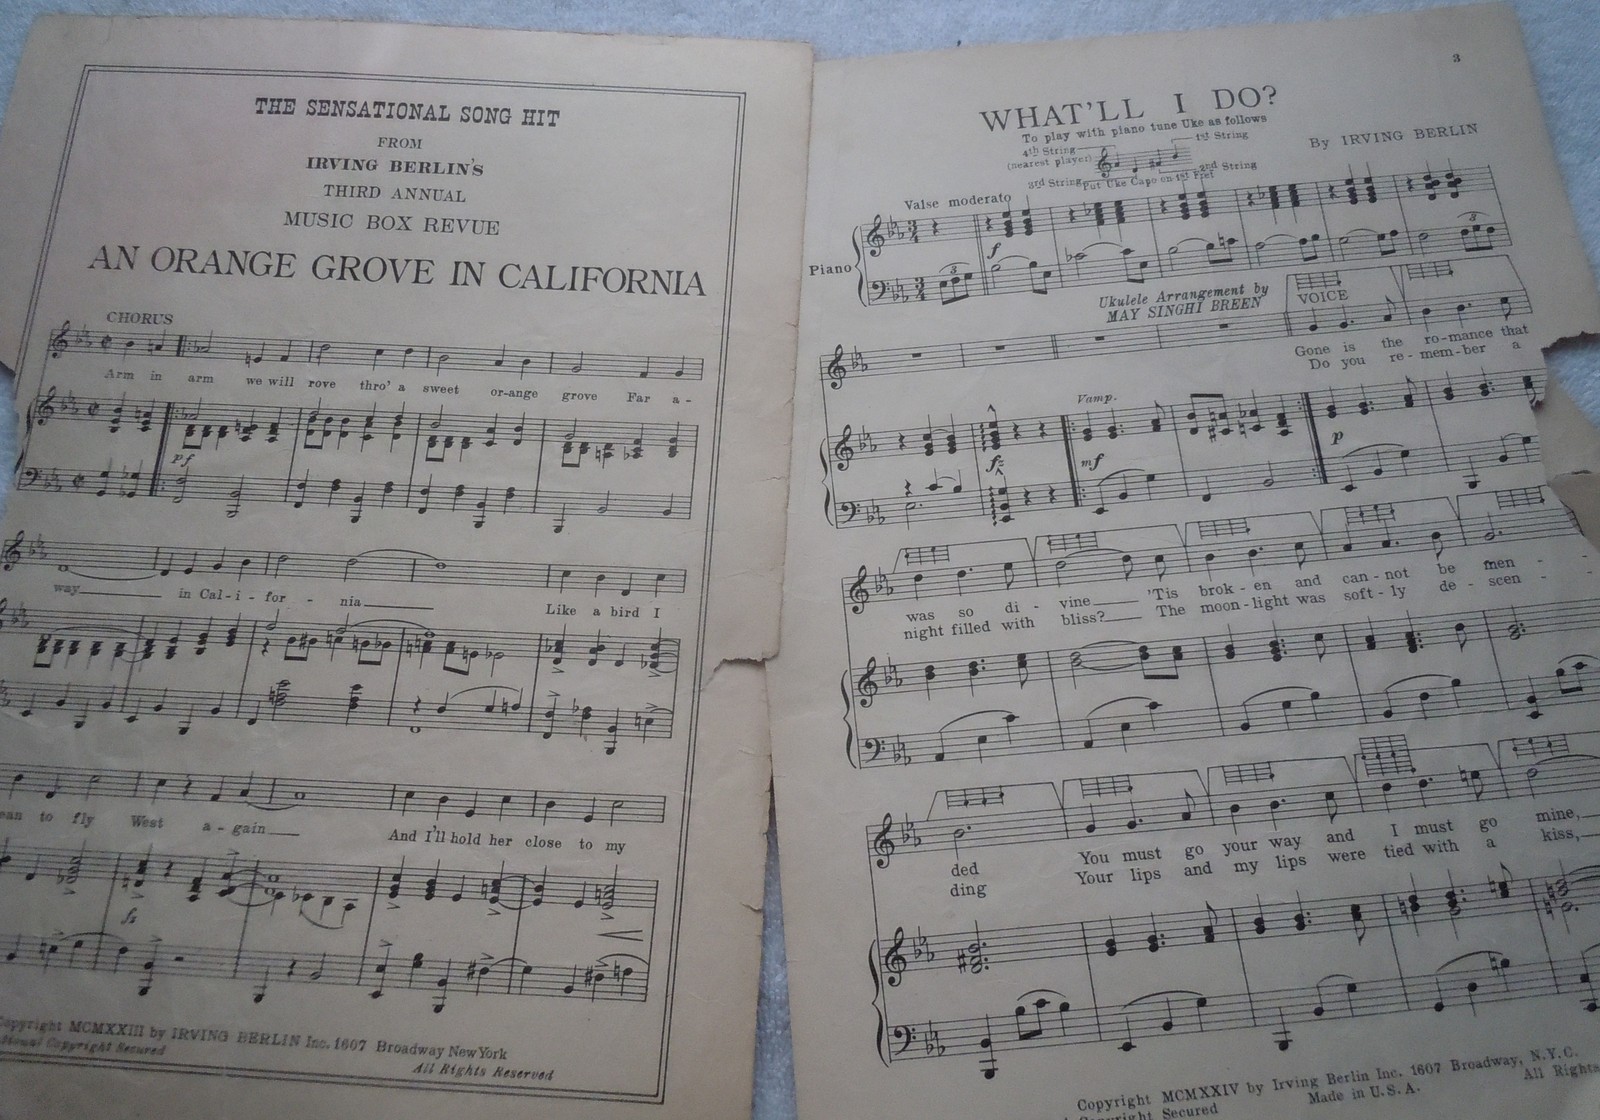 THE SENSATIONAL SONG HIT
FROM
IRVING BERLIN'S
THIRD ANNUAL
MUSIC BOX REVUE
AN ORANGE GROVE IN CALIFORNIA
CHORUS
Arm in arm we will rove thro' a sweet or-ange grove Far a-
pf
way in Cal-i-for-nia Like a bird I
to fly West a-gain And I'll hold her close to my
fz
Copyright MCMXXIII by IRVING BERLIN Inc. 1607 Broadway New York
Copyright Secured
All Rights Reserved
3
WHAT'LL I DO?
To play with piano tune Uke as follows
By IRVING BERLIN
4th String
1st String
(nearest player)
3rd String
2nd String
Put Uke Capo on 1st Fret
Valse moderato
3
f
3
Piano
3
Ukulele Arrangement by
MAY SINGHI BREEN
VOICE
Gone is the ro-mance that
Do you re-mem-ber a
Vamp.
fz
mf
p
was so di-vine 'Tis brok-en and can-not be men-
night filled with bliss? The moon-light was soft-ly de-scen-
ded You must go your way and I must go mine,
ding Your lips and my lips were tied with a kiss,
Copyright MCMXXIV by Irving Berlin Inc. 1607 Broadway, N.Y.C.
Copyright Secured Made in U.S.A. All Rights